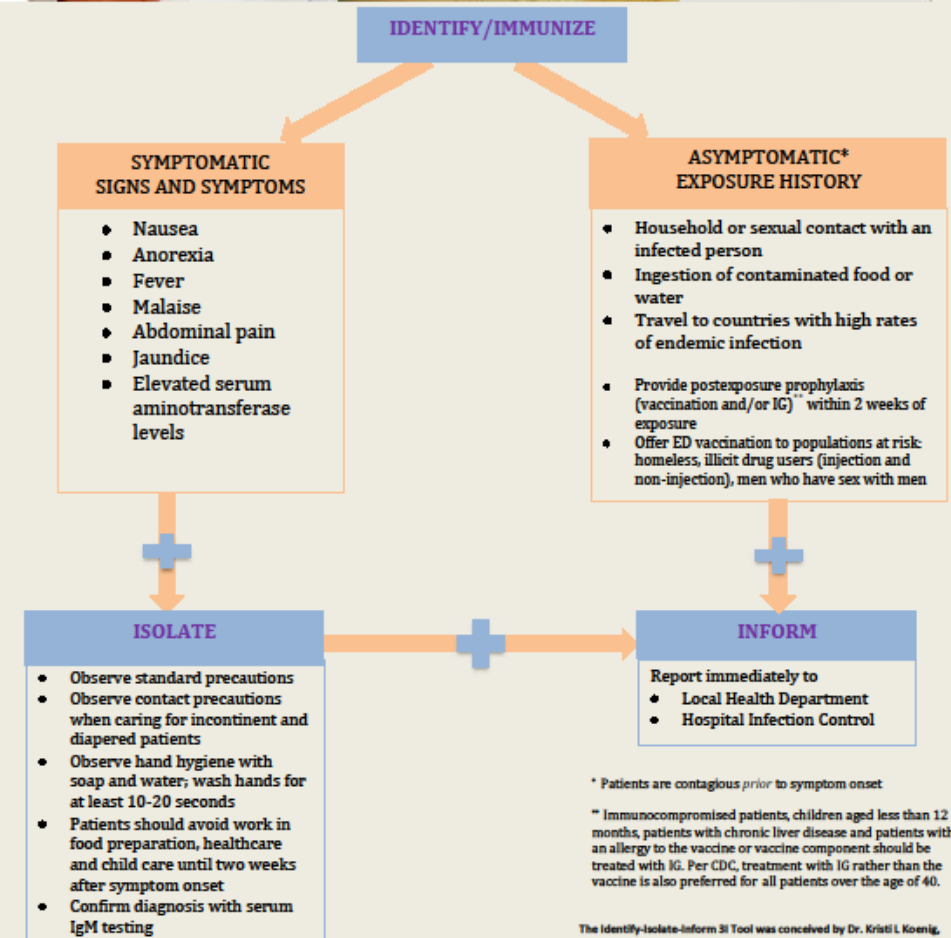 IDENTIFY/IMMUNIZE
SYMPTOMATIC
SIGNS AND SYMPTOMS
• Nausea
• Anorexia
• Fever
• Malaise
• Abdominal pain
• Jaundice
• Elevated serum
aminotransferase
levels
ASYMPTOMATIC*
EXPOSURE HISTORY
• Household or sexual contact with an
infected person
• Ingestion of contaminated food or
water
• Travel to countries with high rates
of endemic infection
• Provide postexposure prophylaxis
(vaccination and/or IG)** within 2 weeks of
exposure
• Offer ED vaccination to populations at risk:
homeless, illicit drug users (injection and
non-injection), men who have sex with men
ISOLATE
• Observe standard precautions
• Observe contact precautions
when caring for incontinent and
diapered patients
• Observe hand hygiene with
soap and water; wash hands for
at least 10-20 seconds
• Patients should avoid work in
food preparation, healthcare
and child care until two weeks
after symptom onset
• Confirm diagnosis with serum
IgM testing
INFORM
Report immediately to
• Local Health Department
• Hospital Infection Control
* Patients are contagious prior to symptom onset
** Immunocompromised patients, children aged less than 12
months, patients with chronic liver disease and patients with
an allergy to the vaccine or vaccine component should be
treated with IG. Per CDC, treatment with IG rather than the
vaccine is also preferred for all patients over the age of 40.
The Identify-Isolate-Inform 3I Tool was conceived by Dr. Kristi L Koenig,